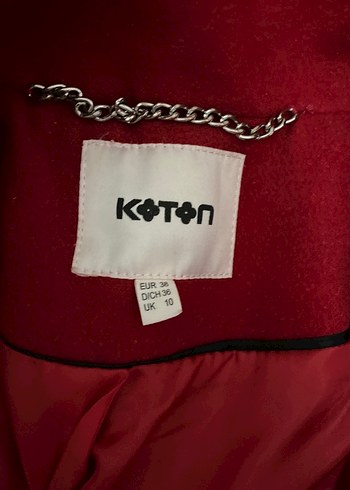 KOTON
EUR 38
D/CH 36
UK 10